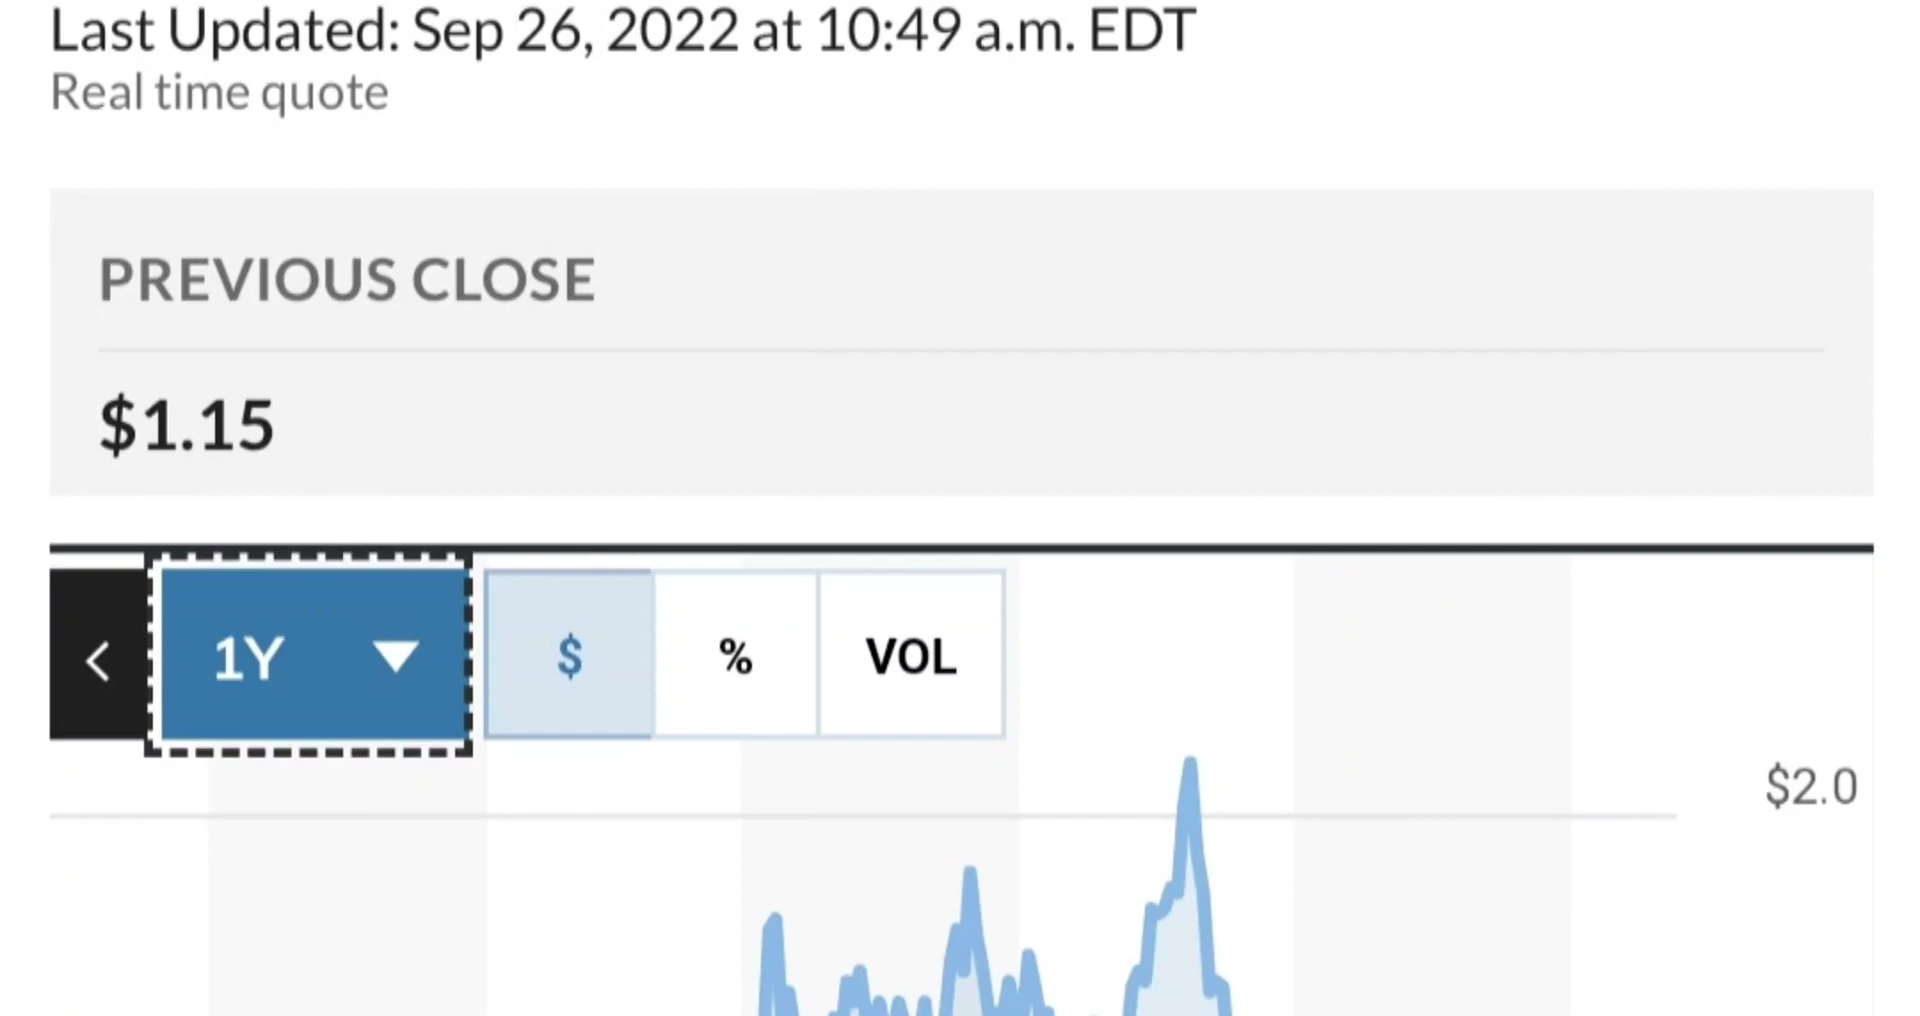 Last Updated: Sep 26, 2022 at 10:49 a.m. EDT
Real time quote
PREVIOUS CLOSE
$1.15
1Y
$ % VOL
$2.0